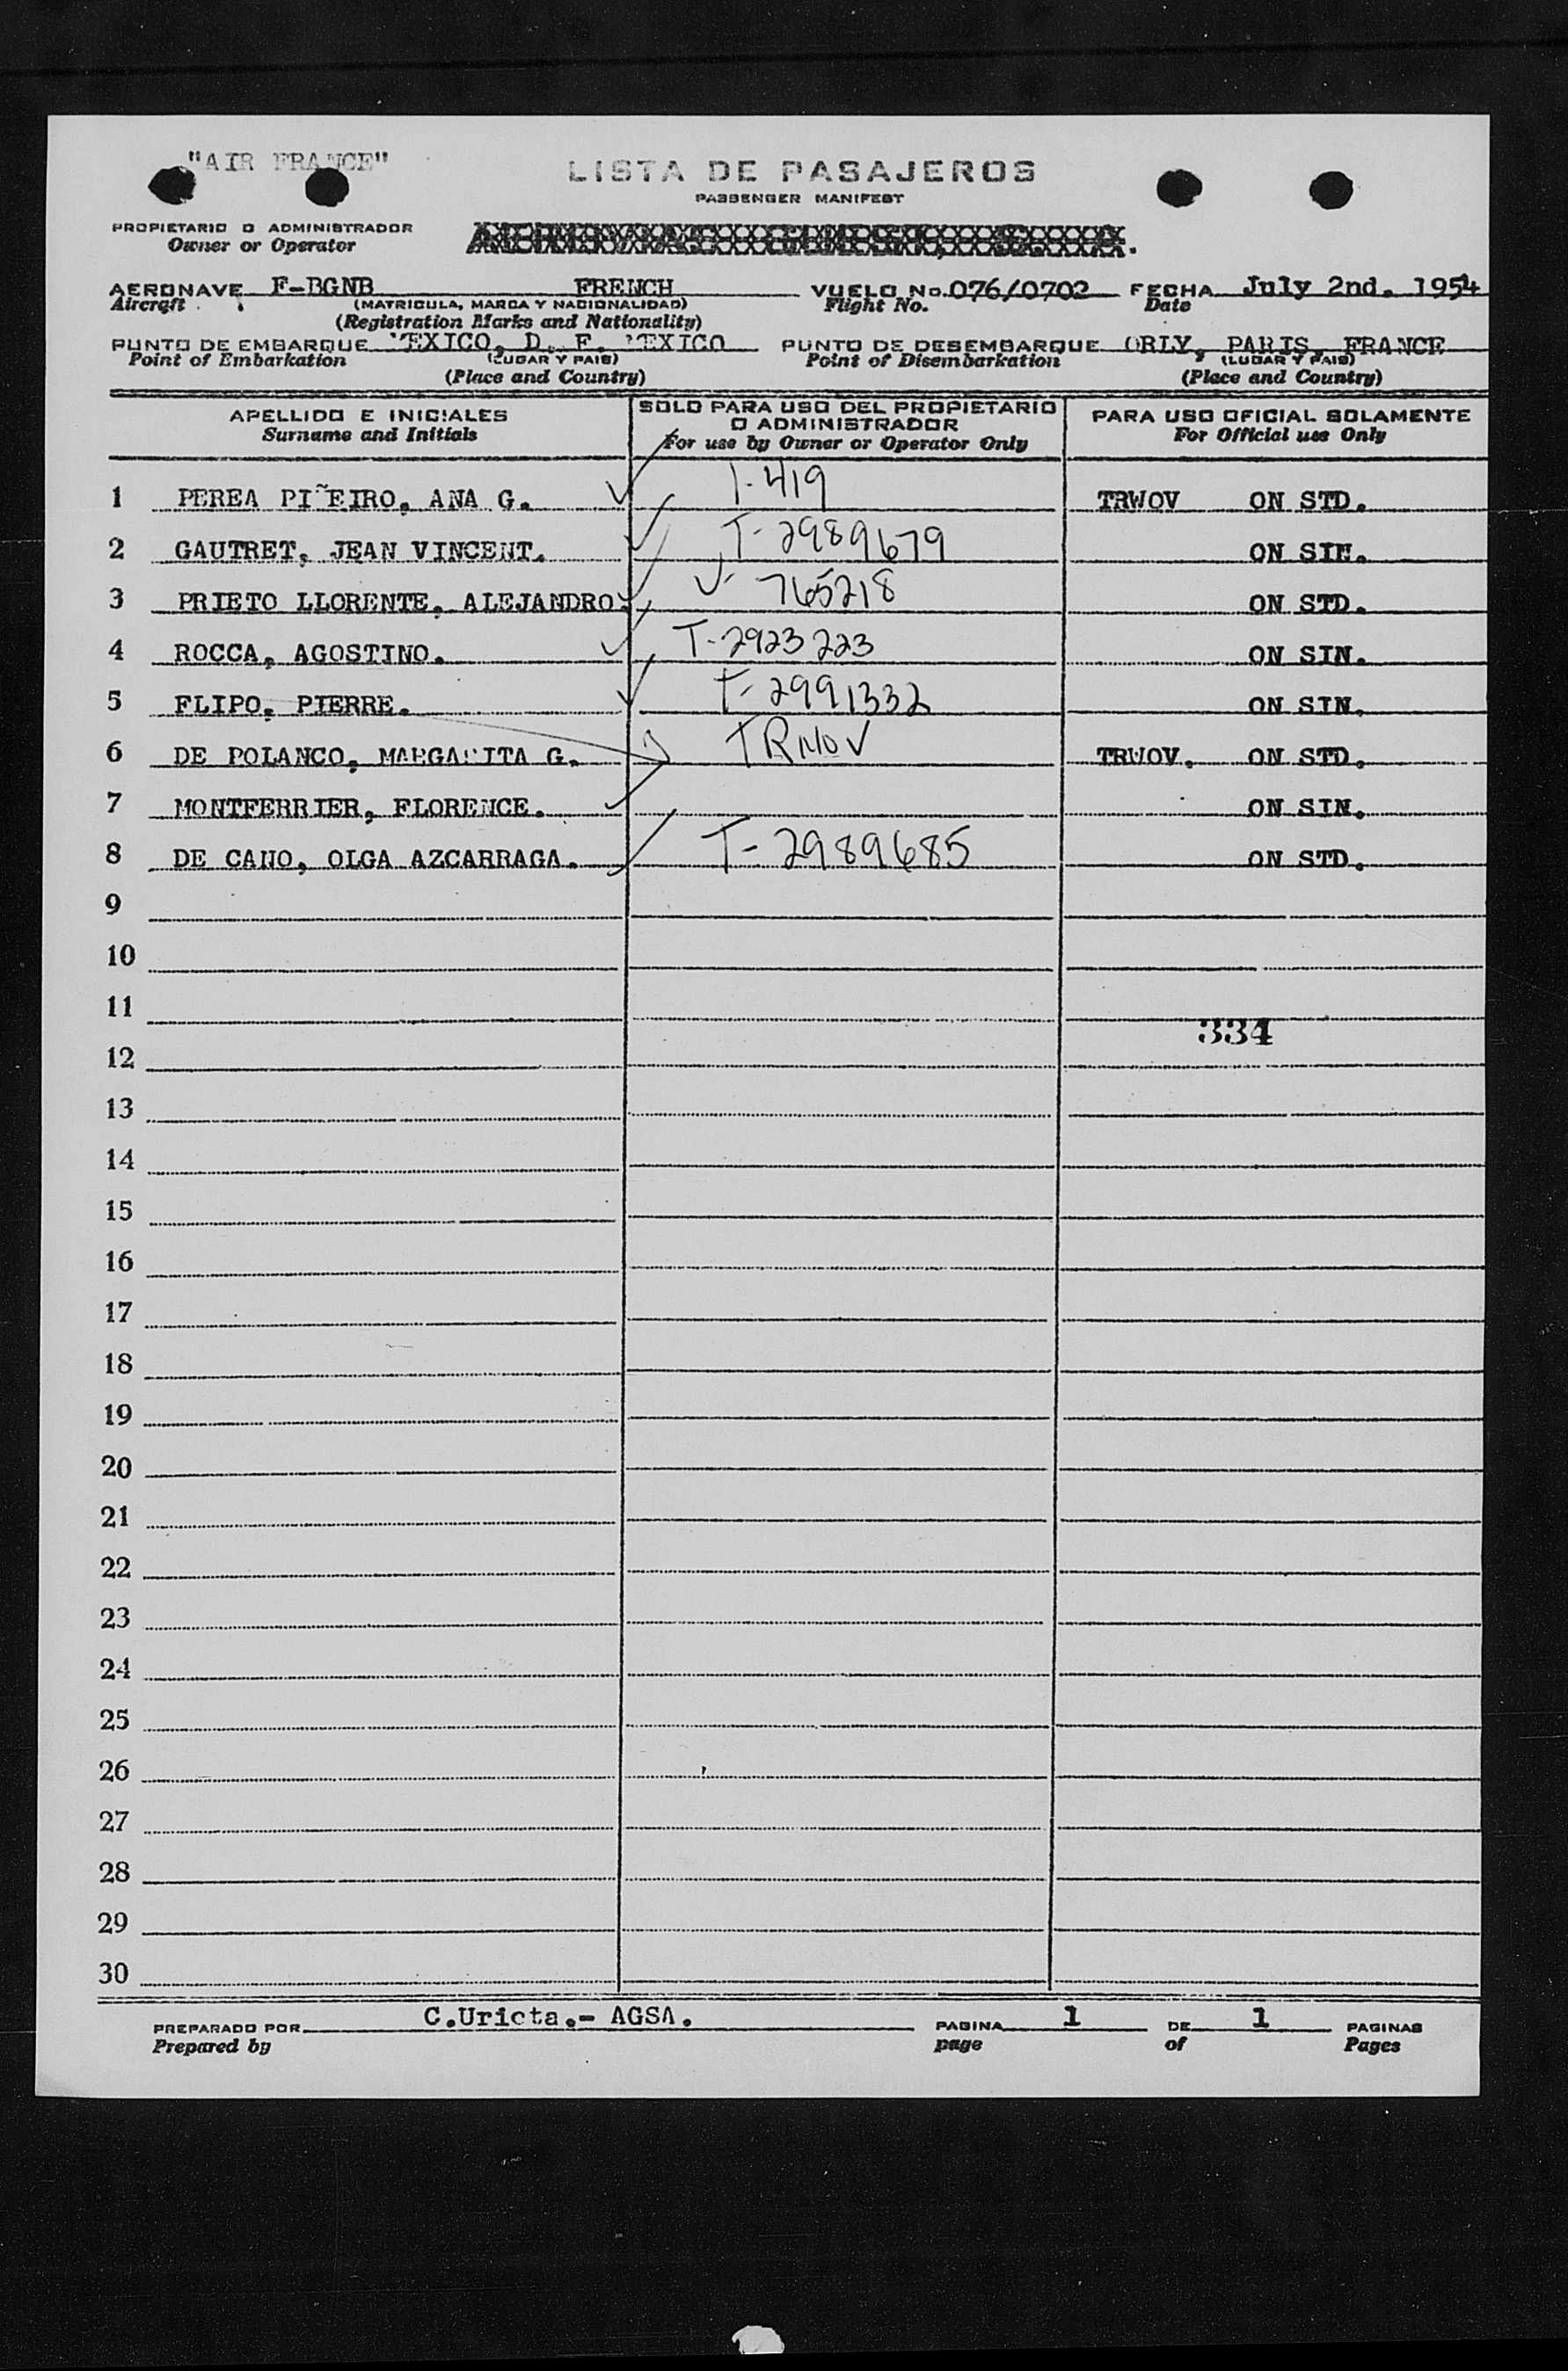 "AIR FRANCE"
LISTA DE PASAJEROS
PASSENGER MANIFEST
PROPIETARIO O ADMINISTRADOR
Owner or Operator
AERONAVE F-BGNB FRENCH VUELO No. 076/0702 FECHA July 2nd. 1954
Aircraft (MATRICULA, MARCA Y NACIONALIDAD) Flight No. Date
(Registration Marks and Nationality)
PUNTO DE EMBARQUE MEXICO, D. F. MEXICO PUNTO DE DESEMBARQUE ORLY, PARIS, FRANCE
Point of Embarkation (LUGAR Y PAIS) Point of Disembarkation (LUGAR Y PAIS)
(Place and Country) (Place and Country)
APELLIDO E INICIALES SOLO PARA USO DEL PROPIETARIO O ADMINISTRADOR PARA USO OFICIAL SOLAMENTE
Surname and Initials For use by Owner or Operator Only For Official use Only
1 PEREA PIÑEIRO, ANA G. T-419 TRWOV ON STD.
2 GAUTRET, JEAN VINCENT. T-2989679 ON SIN.
3 PRIETO LLORENTE, ALEJANDRO. V-765218 ON STD.
4 ROCCA, AGOSTINO. T-2923223 ON SIN.
5 FLIPO, PIERRE. T-2991332 ON SIN.
6 DE POLANCO, MARGARITA G. TRWOV TRWOV. ON STD.
7 MONTFERRIER, FLORENCE. ON SIN.
8 DE CANO, OLGA AZCARRAGA. T-2989685 ON STD.
9
10
11
334
12
13
14
15
16
17
18
19
20
21
22
23
24
25
26
27
28
29
30
PREPARADO POR C.Uriota.- AGSA. PAGINA 1 DE 1 PAGINAS
Prepared by page of Pages